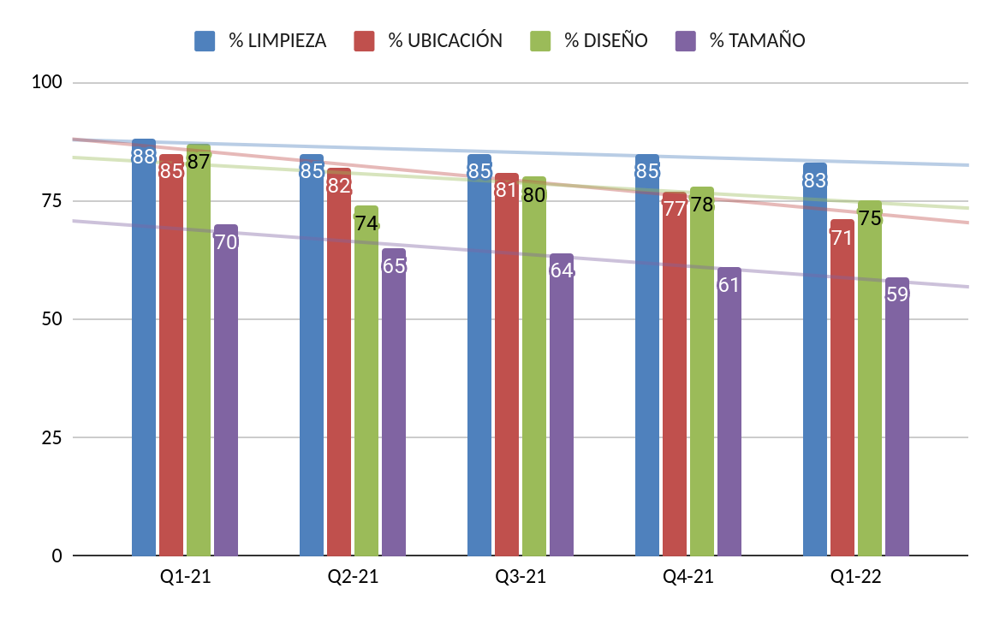 % LIMPIEZA % UBICACIÓN % DISEÑO % TAMAÑO
100
75
50
25
0
88 85 87 70
85 82 74 65
85 81 80 64
85 77 78 61
83 71 75 59
Q1-21 Q2-21 Q3-21 Q4-21 Q1-22